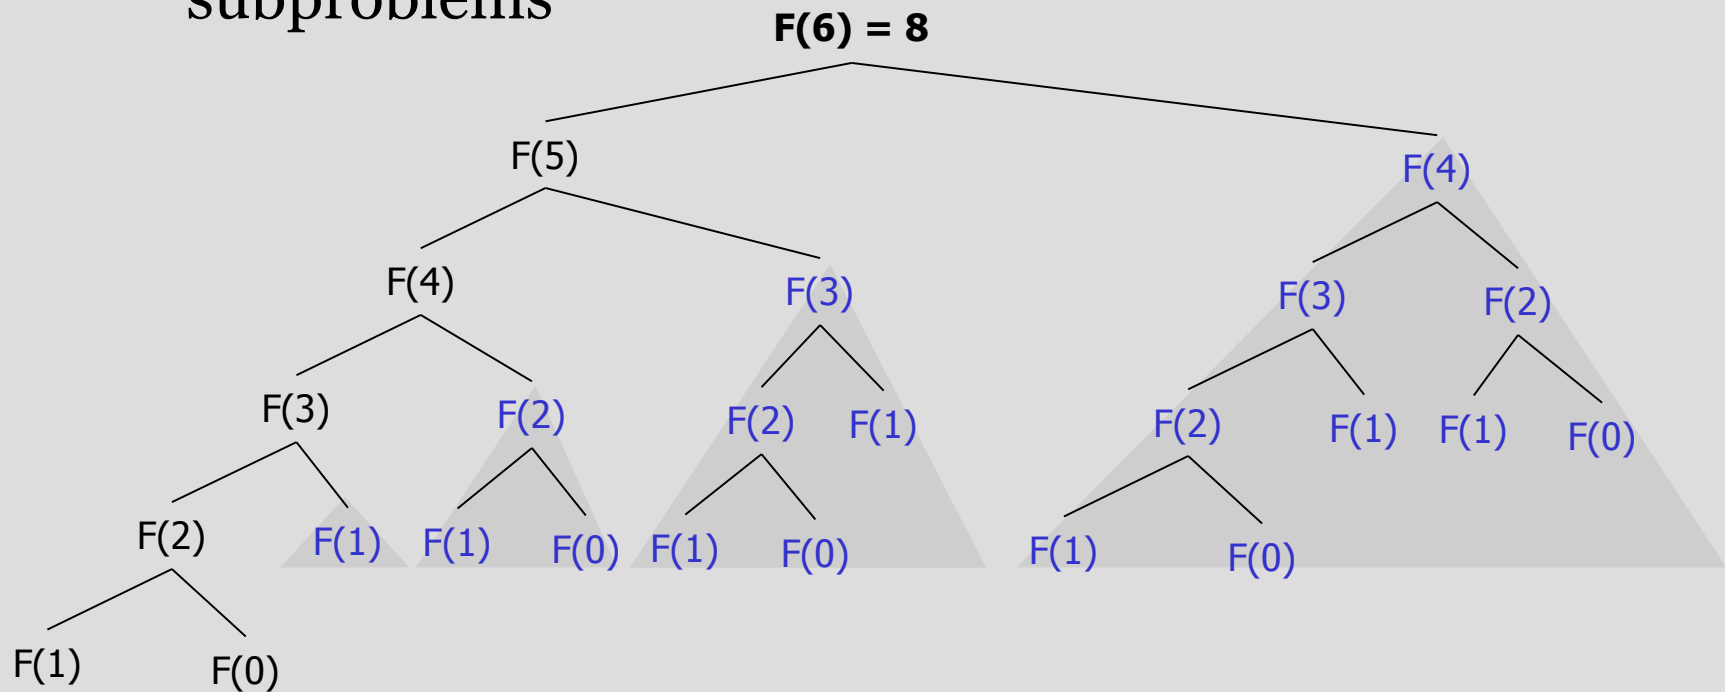 subproblems
F(6) = 8
F(5)
F(4)
F(4)
F(3)
F(3)
F(2)
F(3)
F(2)
F(2)
F(1)
F(2)
F(1)
F(1)
F(0)
F(2)
F(1)
F(1)
F(0)
F(1)
F(0)
F(1)
F(0)
F(1)
F(0)